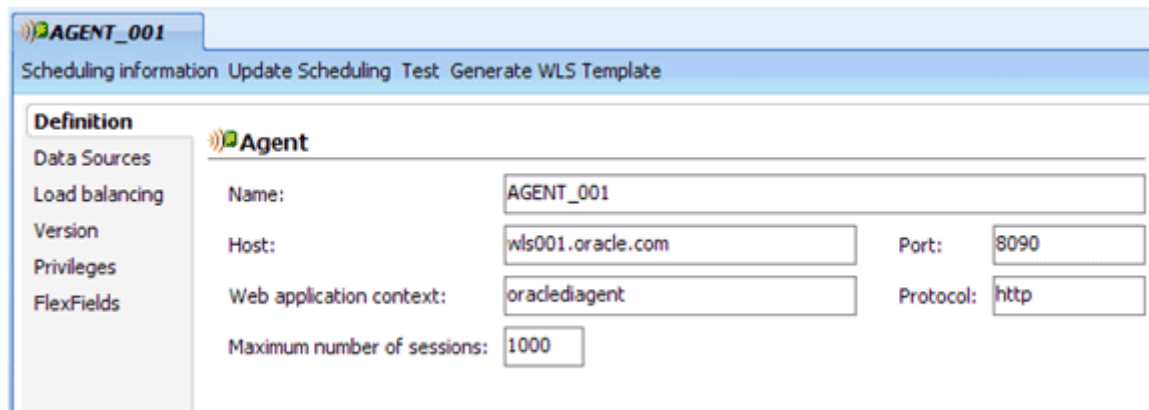 AGENT_001
Scheduling information Update Scheduling Test Generate WLS Template
Definition
Data Sources
Load balancing
Version
Privileges
FlexFields
Agent
Name: AGENT_001
Host: wls001.oracle.com Port: 8090
Web application context: oraclediagent Protocol: http
Maximum number of sessions: 1000